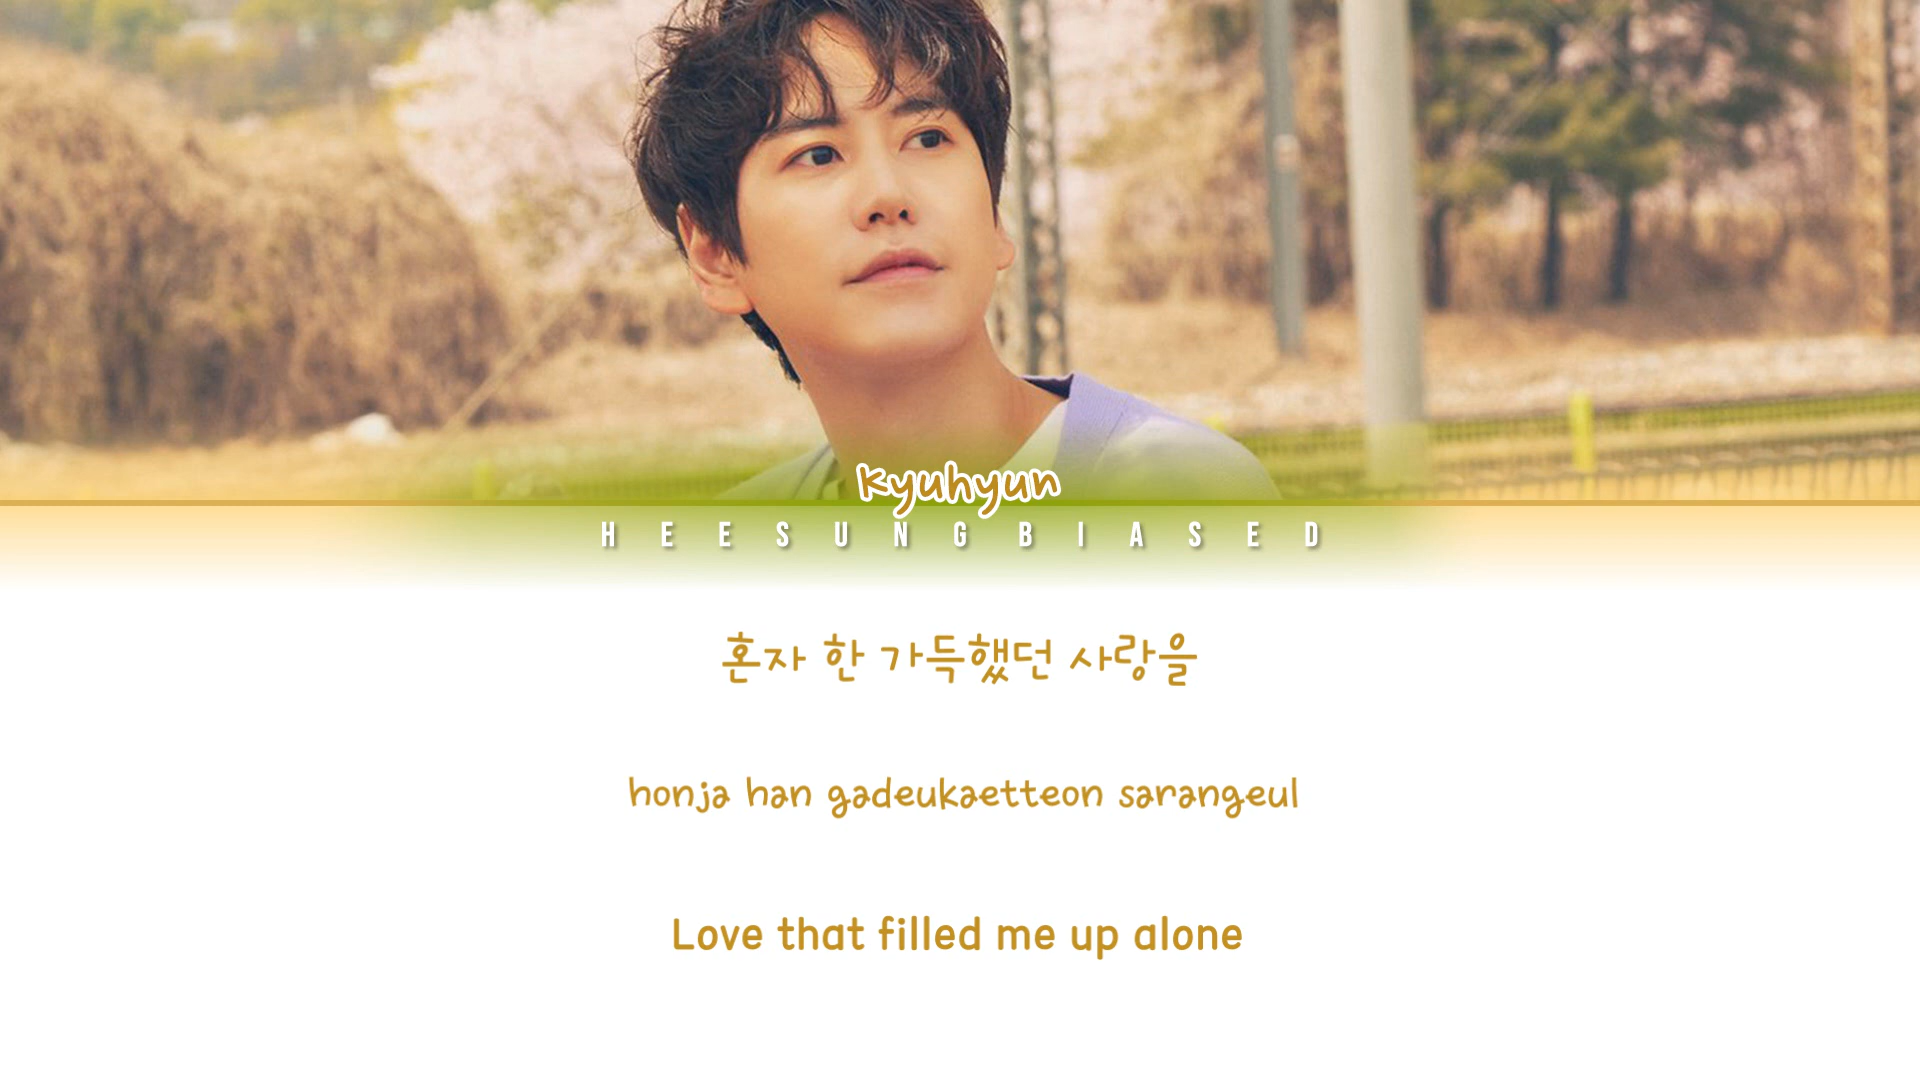 kyuhyun
HEESUNGBIASED
혼자 한 가득했던 사랑을
honja han gadeukaetteon sarangeul
Love that filled me up alone